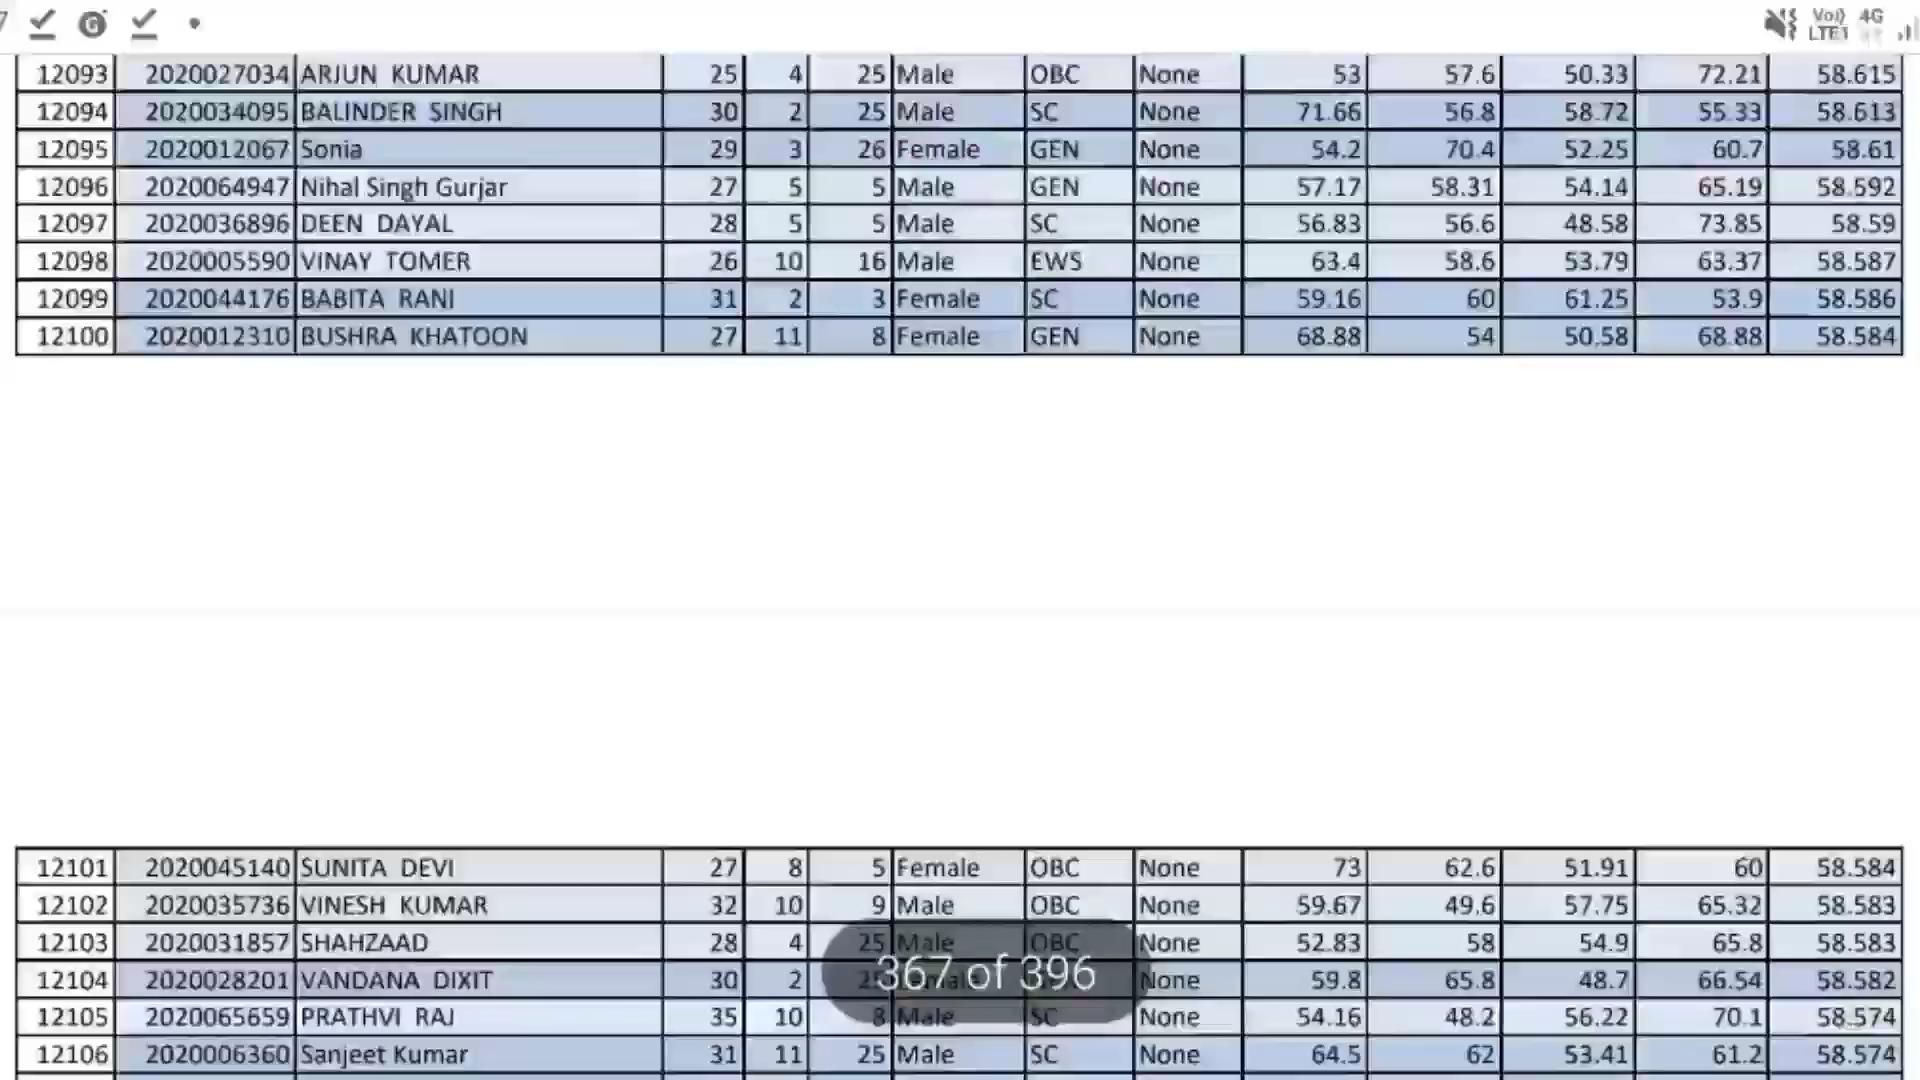 Vo) 4G
LTE1
12093 2020027034 ARJUN KUMAR 25 4 25 Male OBC None 53 57.6 50.33 72.21 58.615
12094 2020034095 BALINDER SINGH 30 2 25 Male SC None 71.66 56.8 58.72 55.33 58.613
12095 2020012067 Sonia 29 3 26 Female GEN None 54.2 70.4 52.25 60.7 58.61
12096 2020064947 Nihal Singh Gurjar 27 5 5 Male GEN None 57.17 58.31 54.14 65.19 58.592
12097 2020036896 DEEN DAYAL 28 5 5 Male SC None 56.83 56.6 48.58 73.85 58.59
12098 2020005590 VINAY TOMER 26 10 16 Male EWS None 63.4 58.6 53.79 63.37 58.587
12099 2020044176 BABITA RANI 31 2 3 Female SC None 59.16 60 61.25 53.9 58.586
12100 2020012310 BUSHRA KHATOON 27 11 8 Female GEN None 68.88 54 50.58 68.88 58.584
12101 2020045140 SUNITA DEVI 27 8 5 Female OBC None 73 62.6 51.91 60 58.584
12102 2020035736 VINESH KUMAR 32 10 9 Male OBC None 59.67 49.6 57.75 65.32 58.583
12103 2020031857 SHAHZAAD 28 4 25 Male OBC None 52.83 58 54.9 65.8 58.583
12104 2020028201 VANDANA DIXIT 30 2 None 59.8 65.8 48.7 66.54 58.582
367 of 396
12105 2020065659 PRATHVI RAJ 35 10 8 Male SC None 54.16 48.2 56.22 70.1 58.574
12106 2020006360 Sanjeet Kumar 31 11 25 Male SC None 64.5 62 53.41 61.2 58.574